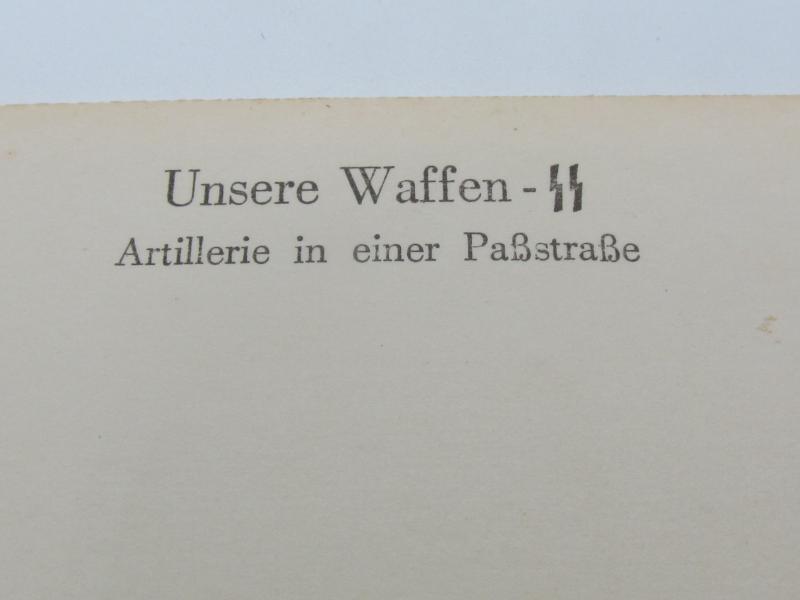 Unsere Waffen-ᛋᛋ
Artillerie in einer Paßstraße